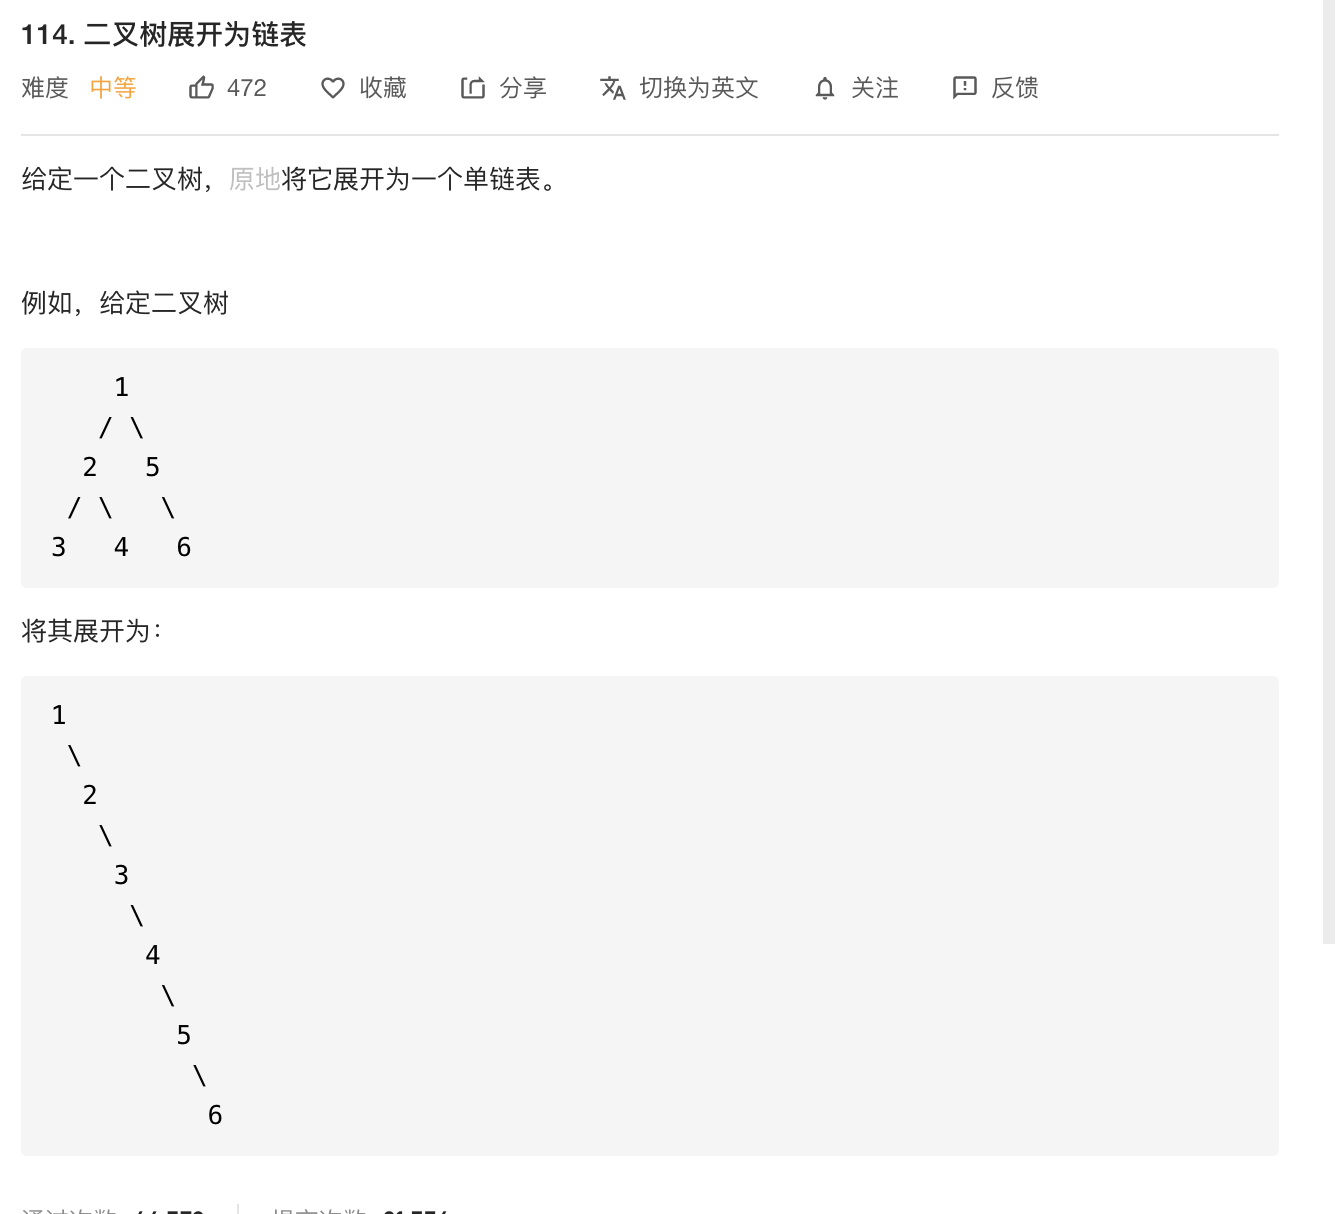 114. 二叉树展开为链表
难度 中等 472 收藏 分享 切换为英文 关注 反馈
给定一个二叉树，原地将它展开为一个单链表。
例如，给定二叉树
1
/ \
2 5
/ \ \
3 4 6
将其展开为：
1
\
2
\
3
\
4
\
5
\
6